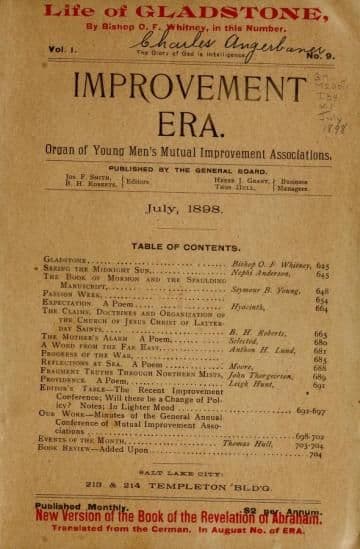 Life of GLADSTONE,
By Bishop O. F. Whitney, in this Number.
Charles Angerbauer
Vol. I. The Glory of God is Intelligence. No. 9.
IMPROVEMENT
ERA.
Organ of Young Men's Mutual Improvement Associations.
PUBLISHED BY THE GENERAL BOARD.
Jos. F. Smith, B. H. Roberts, } Editors. Heber J. Grant, Thos. Hull, } Business Managers.
July
1898
July, 1898.
TABLE OF CONTENTS.
Gladstone, Bishop O. F. Whitney, 625
Seeing the Midnight Sun, Nephi Anderson, 645
The Book of Mormon and the Spaulding
Manuscript, Seymour B. Young, 648
Passion Week, 654
Expectation. A Poem, Hyacinth, 664
The Claims, Doctrines and Organization of
the Church of Jesus Christ of Latter-
day Saints, B. H. Roberts, 665
The Mother's Alarm. A Poem, Selected, 680
A Word from the Far East, Anthon H. Lund, 681
Progress of the War, 685
Reflections at Sea. A Poem, Moore, 688
Fragment Truths Through Northern Mists, John Thorgeirson, 689
Providence. A Poem, Leigh Hunt, 691
Editor's Table—The Recent Improvement
Conference; Will there be a Change of Pol-
icy? Notes; In Lighter Mood 692-697
Our Work—Minutes of the General Annual
Conference of Mutual Improvement Asso-
ciations 698-702
Events of the Month, Thomas Hull, 703-704
Book Review—Added Upon 704
SALT LAKE CITY:
213 & 214 TEMPLETON BLD'G.
Published Monthly. $2 per Annum.
New Version of the Book of the Revelation of Abraham.
Translated from the German. In August No. of ERA.